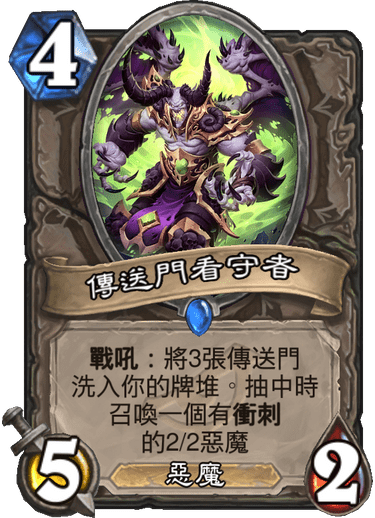 4
傳送門看守者
戰吼：將3張傳送門
洗入你的牌堆。抽中時
召喚一個有衝刺
的2/2惡魔
5
惡魔
2